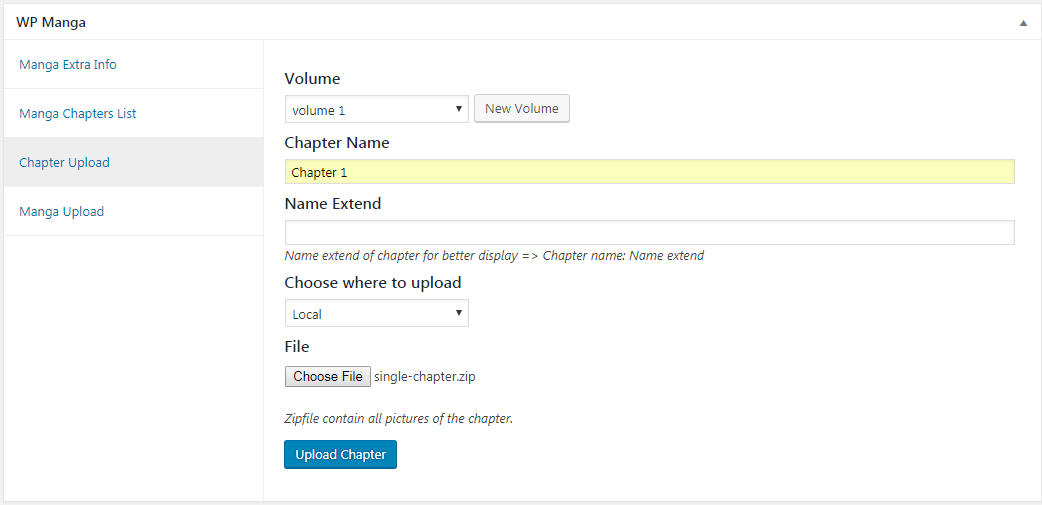 WP Manga
Manga Extra Info
Manga Chapters List
Chapter Upload
Manga Upload
Volume
volume 1
New Volume
Chapter Name
Chapter 1
Name Extend
Name extend of chapter for better display => Chapter name: Name extend
Choose where to upload
Local
File
Choose File single-chapter.zip
Zipfile contain all pictures of the chapter.
Upload Chapter